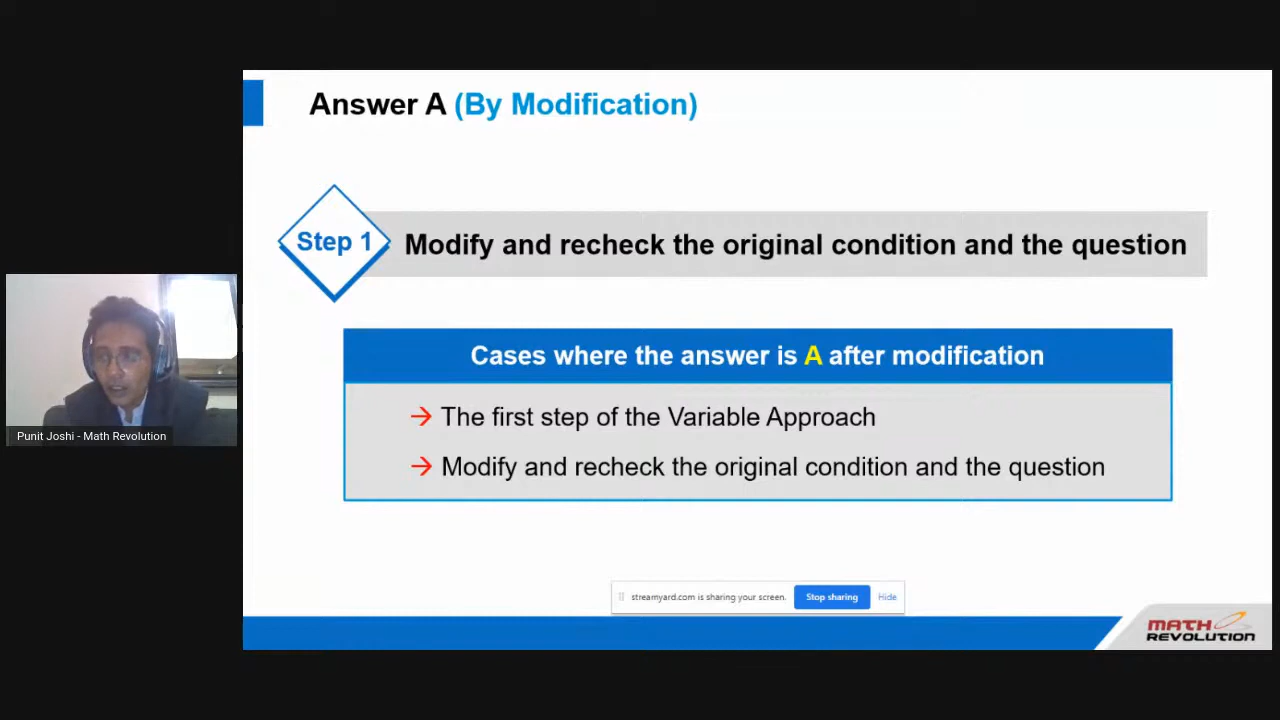 Answer A (By Modification)
Step 1
Modify and recheck the original condition and the question
Cases where the answer is A after modification
→ The first step of the Variable Approach
→ Modify and recheck the original condition and the question
Punit Joshi - Math Revolution
streamyard.com is sharing your screen.
Stop sharing
Hide
MATH
REVOLUTION